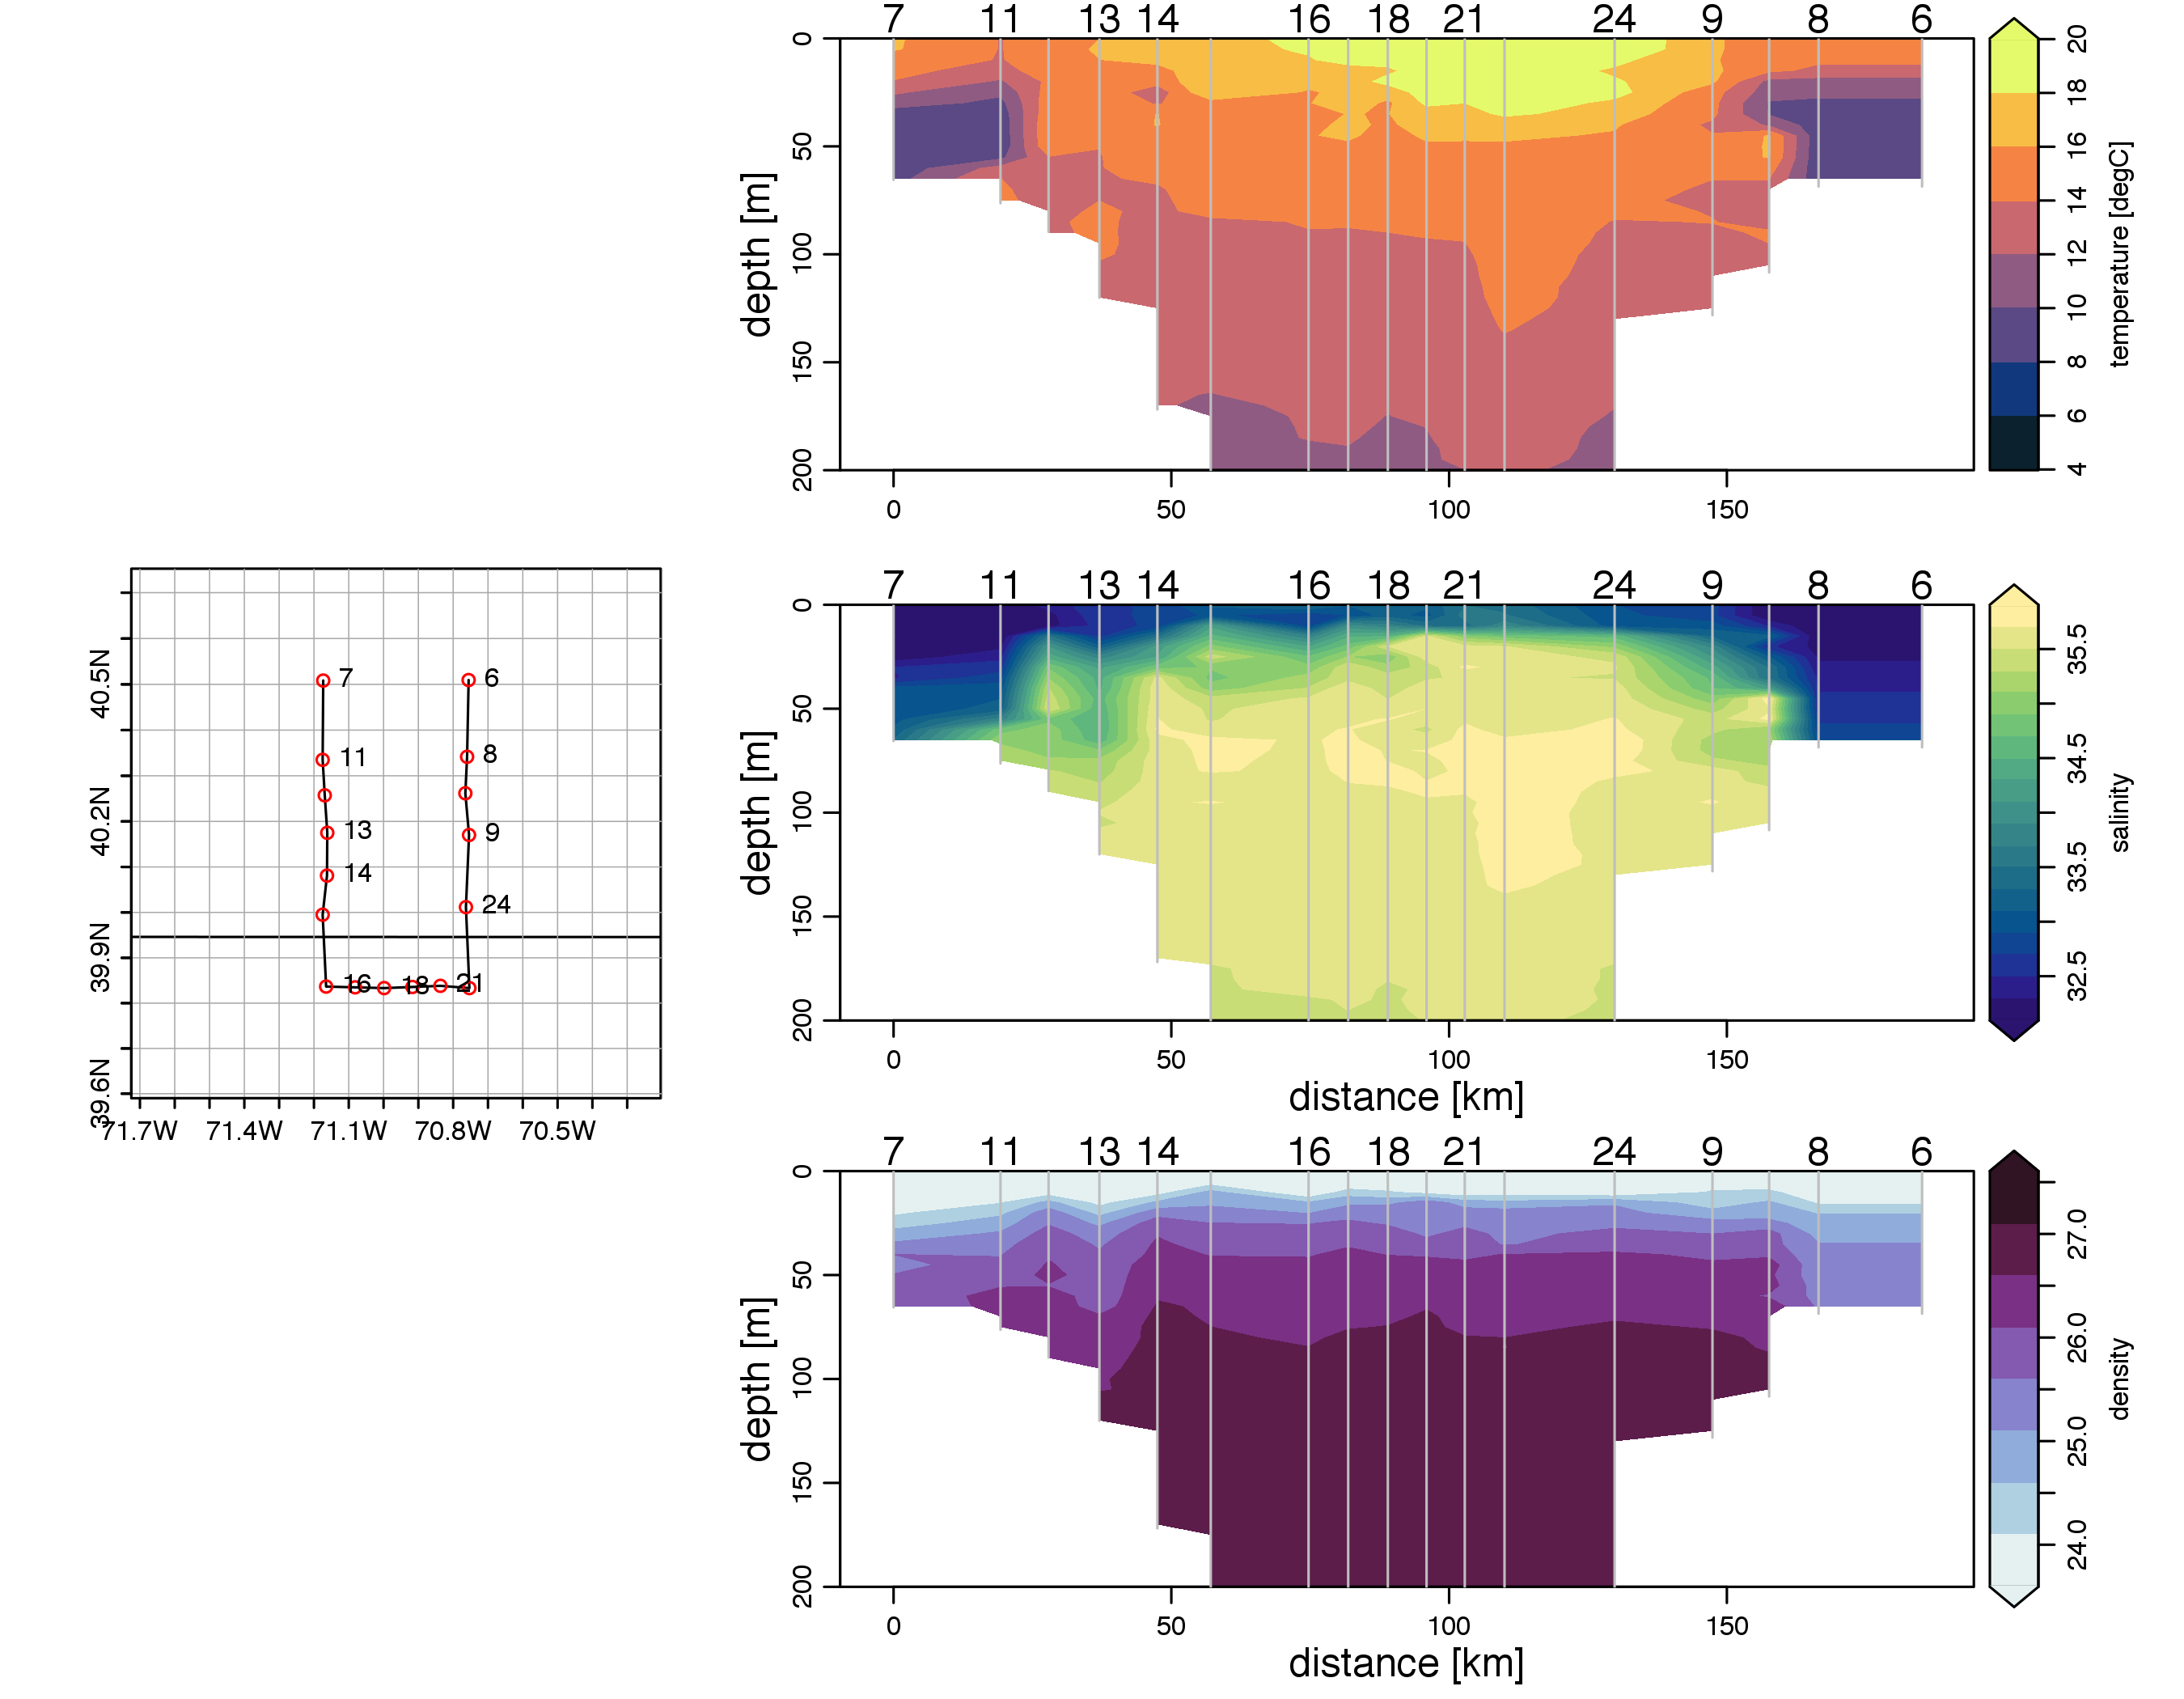 7 11 13 14 16 18 21 24 9 8 6
0
50
100
150
200
depth [m]
0 50 100 150
4 6 8 10 12 14 16 18 20
temperature [degC]
7
11
13
14
16 18 21
24
9
8
6
40.5N
40.2N
39.9N
39.6N
71.7W 71.4W 71.1W 70.8W 70.5W
7 11 13 14 16 18 21 24 9 8 6
0
50
100
150
200
depth [m]
0 50 100 150
distance [km]
32.5 33.5 34.5 35.5
salinity
7 11 13 14 16 18 21 24 9 8 6
0
50
100
150
200
depth [m]
0 50 100 150
distance [km]
24.0 25.0 26.0 27.0
density